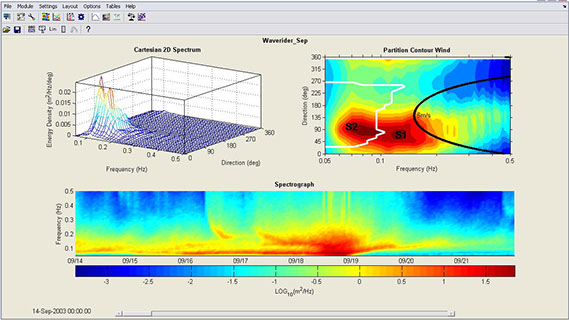 File Module Settings Layout Options Tables Help
Lin
Waverider_Sep
Cartesian 2D Spectrum
Energy Density (m²/Hz/deg)
0.02
0.015
0.01
0.005
0
0.1 0.2 0.3 0.4 0.5
Frequency (Hz)
0 90 180 270 360
Direction (deg)
Partition Contour Wind
Direction (deg)
360
315
270
225
180
135
90
45
0
S2 S1
5m/s
0.05 0.1 0.5
Frequency (Hz)
Spectrograph
Frequency (Hz)
0.5
0.4
0.3
0.2
0.1
09/14 09/15 09/16 09/17 09/18 09/19 09/20 09/21
-3 -2.5 -2 -1.5 -1 -0.5 0 0.5 1 1.5
LOG10(m²/Hz)
14-Sep-2003 00:00:00